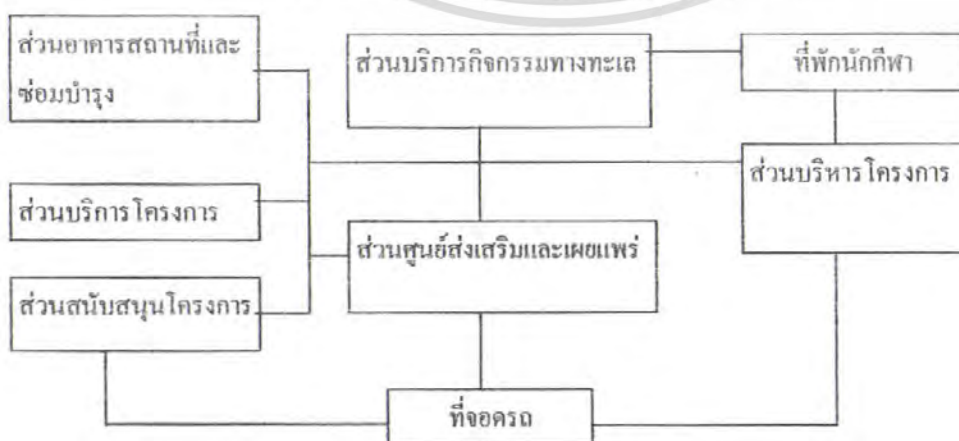 ส่วนอาคารสถานที่และ
ซ่อมบำรุง
ส่วนบริการกิจกรรมทางทะเล
ที่พักนักกีฬา
ส่วนบริหารโครงการ
ส่วนบริการโครงการ
ส่วนศูนย์ส่งเสริมและเผยแพร่
ส่วนสนับสนุนโครงการ
ที่จอดรถ